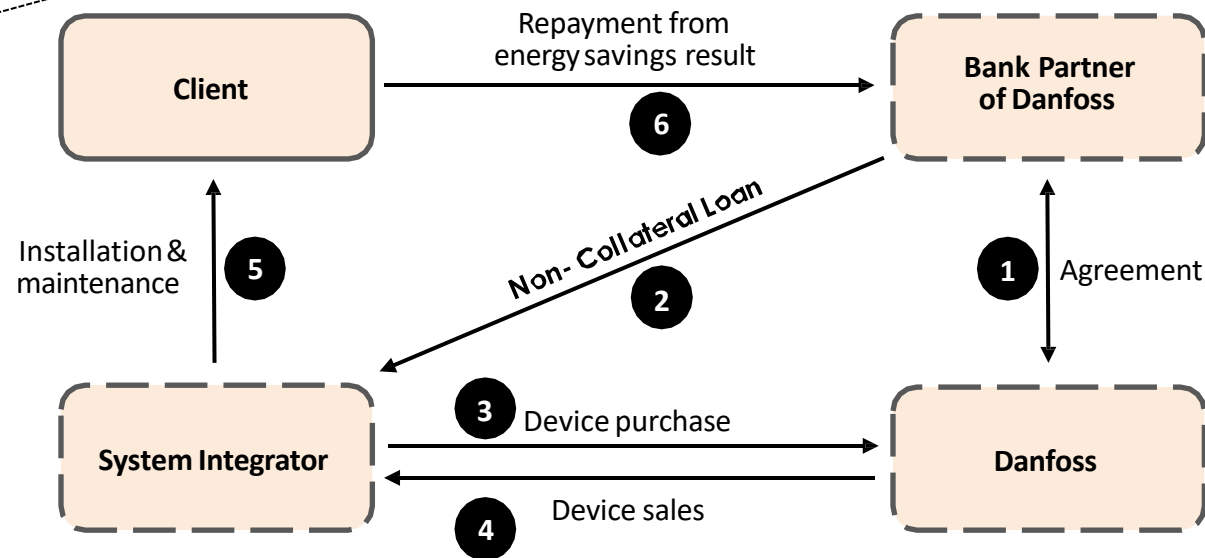 Repayment from
energy savings result
Client
Bank Partner
of Danfoss
6
Non- Collateral Loan
Installation &
maintenance
5
2
1
Agreement
3
Device purchase
System Integrator
Danfoss
4
Device sales